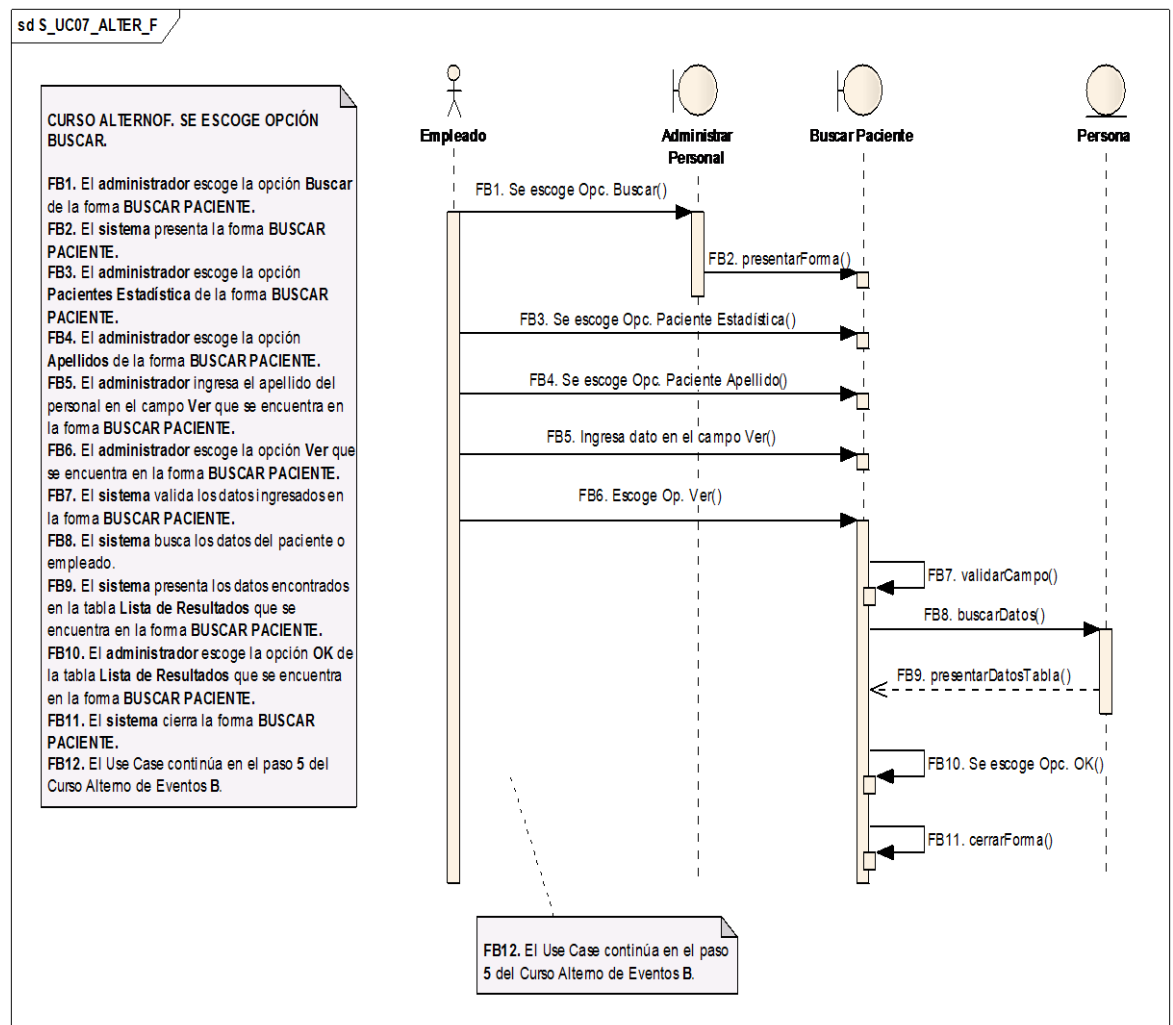 sd S_UC07_ALTER_F
CURSO ALTERNOF. SE ESCOGE OPCIÓN
BUSCAR.
FB1. El administrador escoge la opción Buscar
de la forma BUSCAR PACIENTE.
FB2. El sistema presenta la forma BUSCAR
PACIENTE.
FB3. El administrador escoge la opción
Pacientes Estadística de la forma BUSCAR
PACIENTE.
FB4. El administrador escoge la opción
Apellidos de la forma BUSCAR PACIENTE.
FB5. El administrador ingresa el apellido del
personal en el campo Ver que se encuentra en
la forma BUSCAR PACIENTE.
FB6. El administrador escoge la opción Ver que
se encuentra en la forma BUSCAR PACIENTE.
FB7. El sistema valida los datos ingresados en
la forma BUSCAR PACIENTE.
FB8. El sistema busca los datos del paciente o
empleado.
FB9. El sistema presenta los datos encontrados
en la tabla Lista de Resultados que se
encuentra en la forma BUSCAR PACIENTE.
FB10. El administrador escoge la opción OK de
la tabla Lista de Resultados que se encuentra
en la forma BUSCAR PACIENTE.
FB11. El sistema cierra la forma BUSCAR
PACIENTE.
FB12. El Use Case continúa en el paso 5 del
Curso Alterno de Eventos B.
Empleado
Administrar
Personal
Buscar Paciente
Persona
FB1. Se escoge Opc. Buscar()
FB2. presentarForma()
FB3. Se escoge Opc. Paciente Estadística()
FB4. Se escoge Opc. Paciente Apellido()
FB5. Ingresa dato en el campo Ver()
FB6. Escoge Op. Ver()
FB7. validarCampo()
FB8. buscarDatos()
FB9. presentarDatosTabla()
FB10. Se escoge Opc. OK()
FB11. cerrarForma()
FB12. El Use Case continúa en el paso
5 del Curso Alterno de Eventos B.